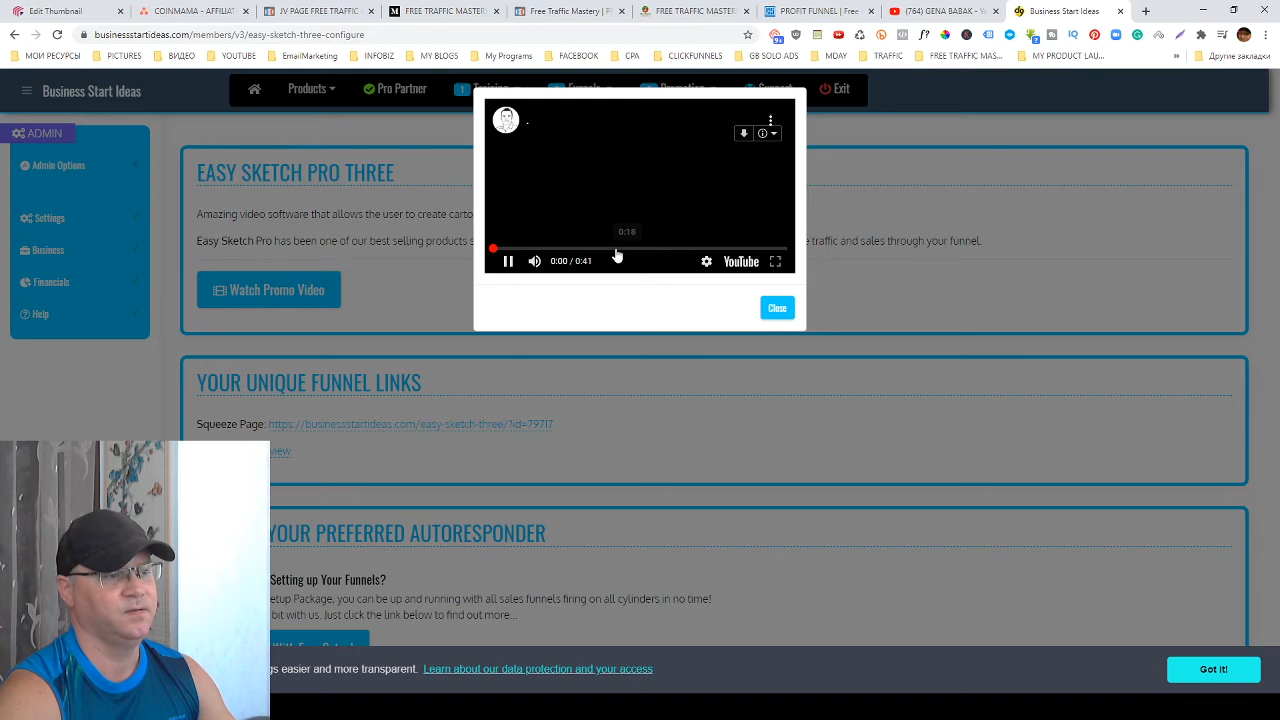 Edit Thumbnail
COINMAMA - AFFILIAT
JV PAGE FREE TRAFFIC
FREE TRAFFIC MASTERY
Free Traffic Mastery | P
FREE TRAFFIC MASTER
PROFIT FUNNEL | Free
(764) GENA BABAK - Y
Business Start Ideas
businessstartideas.com/members/v3/easy-sketch-three-configure
МОИ РЕСУРСЫ
PICTURES
ВИДЕО
YOUTUBE
EmailMarketing
INFOBIZ
MY BLOGS
My Programs
FACEBOOK
CPA
CLICKFUNNELS
GB SOLO ADS
MDAY
TRAFFIC
FREE TRAFFIC MAS...
MY PRODUCT LAU...
Другие закладки
Business Start Ideas
Products
Pro Partner
1 Training
Funnels
Promotion
Support
Exit
ADMIN
Admin Options
Settings
Business
Financials
Help
EASY SKETCH PRO THREE
Amazing video software that allows the user to create carto
Easy Sketch Pro has been one of our best selling products s
e traffic and sales through your funnel.
Watch Promo Video
0:18
0:00 / 0:41
YouTube
Close
YOUR UNIQUE FUNNEL LINKS
Squeeze Page: https://businessstartideas.com/easy-sketch-three/?id=79717
view
YOUR PREFERRED AUTORESPONDER
Setting up Your Funnels?
etup Package, you can be up and running with all sales funnels firing on all cylinders in no time!
bit with us. Just click the link below to find out more...
gs easier and more transparent. Learn about our data protection and your access
Got it!